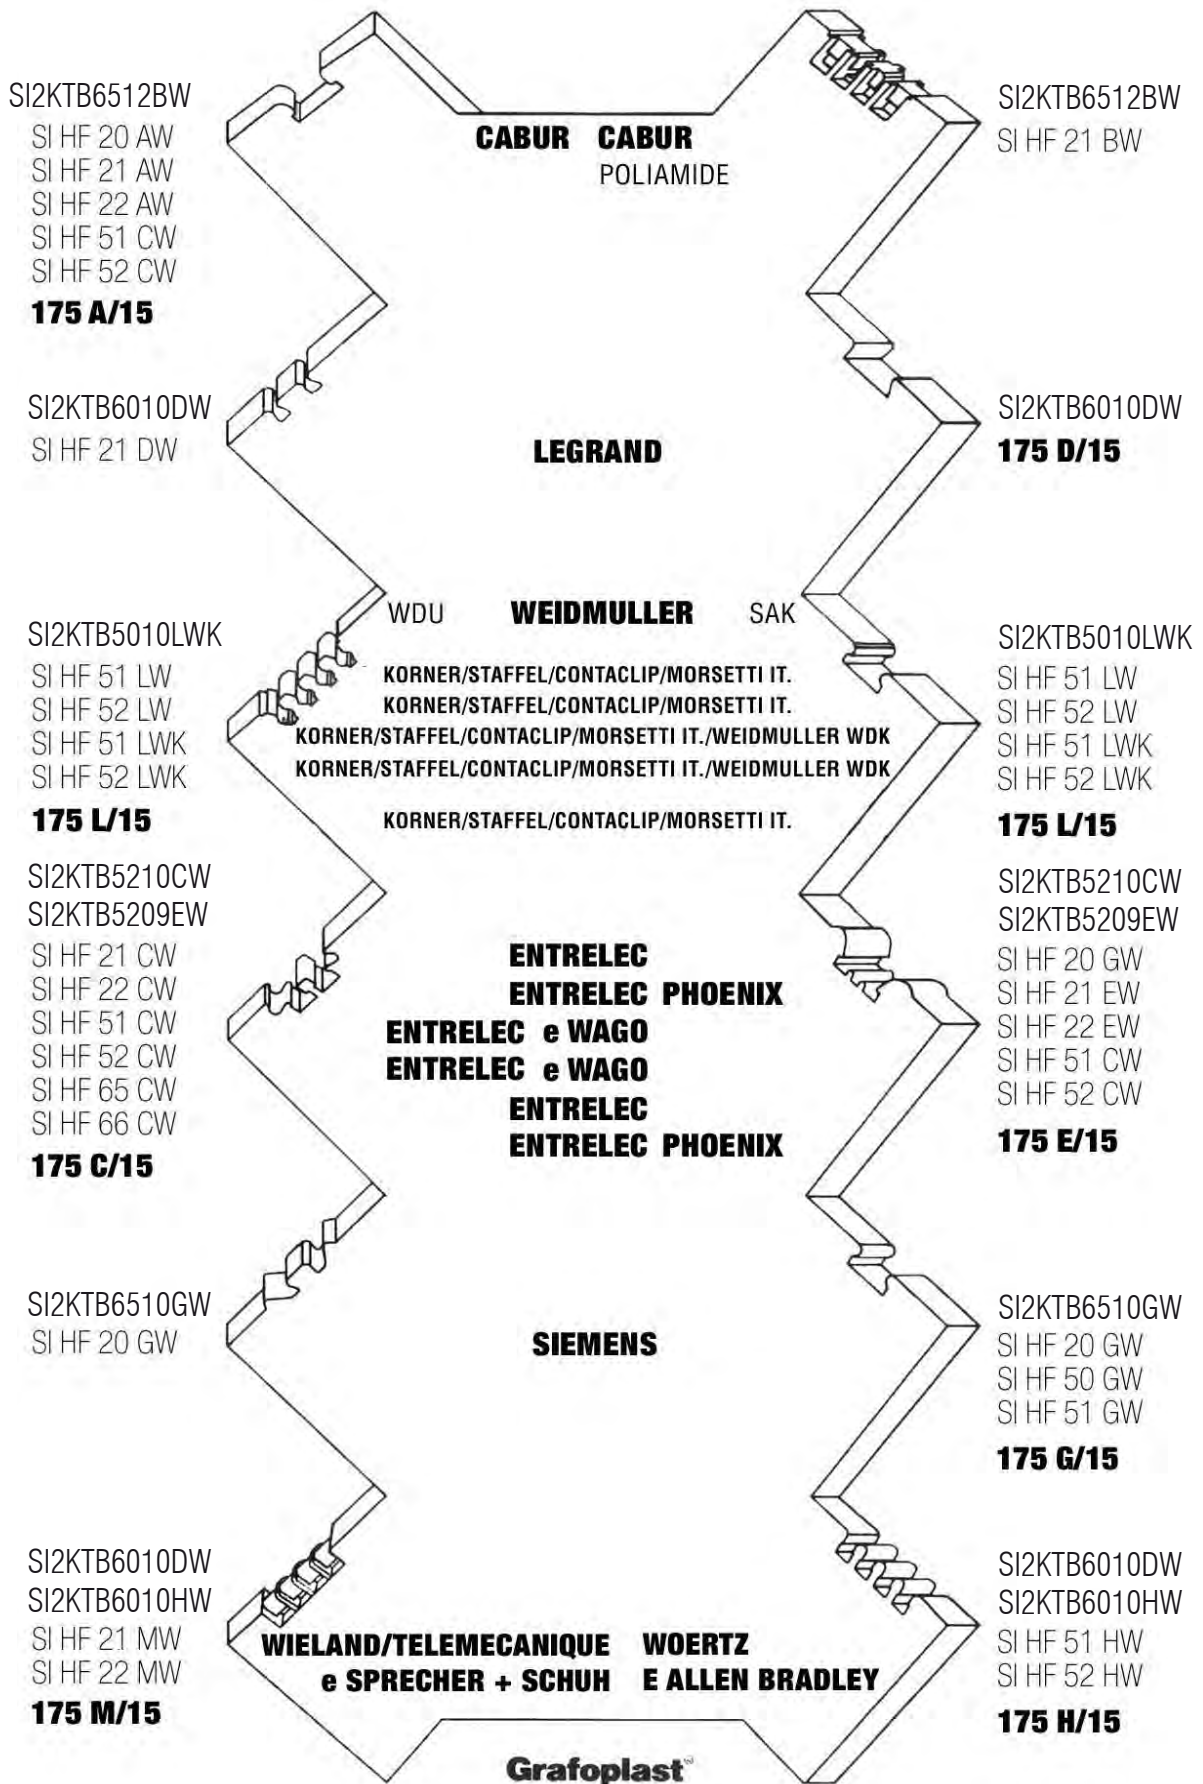 SI2KTB6512BW
SI HF 20 AW
SI HF 21 AW
SI HF 22 AW
SI HF 51 CW
SI HF 52 CW
175 A/15
CABUR CABUR
POLIAMIDE
SI2KTB6512BW
SI HF 21 BW
SI2KTB6010DW
SI HF 21 DW
LEGRAND
SI2KTB6010DW
175 D/15
WDU WEIDMULLER SAK
SI2KTB5010LWK
SI HF 51 LW
SI HF 52 LW
SI HF 51 LWK
SI HF 52 LWK
175 L/15
KORNER/STAFFEL/CONTACLIP/MORSETTI IT.
KORNER/STAFFEL/CONTACLIP/MORSETTI IT.
KORNER/STAFFEL/CONTACLIP/MORSETTI IT./WEIDMULLER WDK
KORNER/STAFFEL/CONTACLIP/MORSETTI IT./WEIDMULLER WDK
KORNER/STAFFEL/CONTACLIP/MORSETTI IT.
SI2KTB5010LWK
SI HF 51 LW
SI HF 52 LW
SI HF 51 LWK
SI HF 52 LWK
175 L/15
SI2KTB5210CW
SI2KTB5209EW
SI HF 21 CW
SI HF 22 CW
SI HF 51 CW
SI HF 52 CW
SI HF 65 CW
SI HF 66 CW
175 C/15
ENTRELEC
ENTRELEC PHOENIX
ENTRELEC e WAGO
ENTRELEC e WAGO
ENTRELEC
ENTRELEC PHOENIX
SI2KTB5210CW
SI2KTB5209EW
SI HF 20 GW
SI HF 21 EW
SI HF 22 EW
SI HF 51 CW
SI HF 52 CW
175 E/15
SI2KTB6510GW
SI HF 20 GW
SIEMENS
SI2KTB6510GW
SI HF 20 GW
SI HF 50 GW
SI HF 51 GW
175 G/15
SI2KTB6010DW
SI2KTB6010HW
SI HF 21 MW
SI HF 22 MW
175 M/15
WIELAND/TELEMECANIQUE WOERTZ
e SPRECHER + SCHUH E ALLEN BRADLEY
SI2KTB6010DW
SI2KTB6010HW
SI HF 51 HW
SI HF 52 HW
175 H/15
Grafoplast